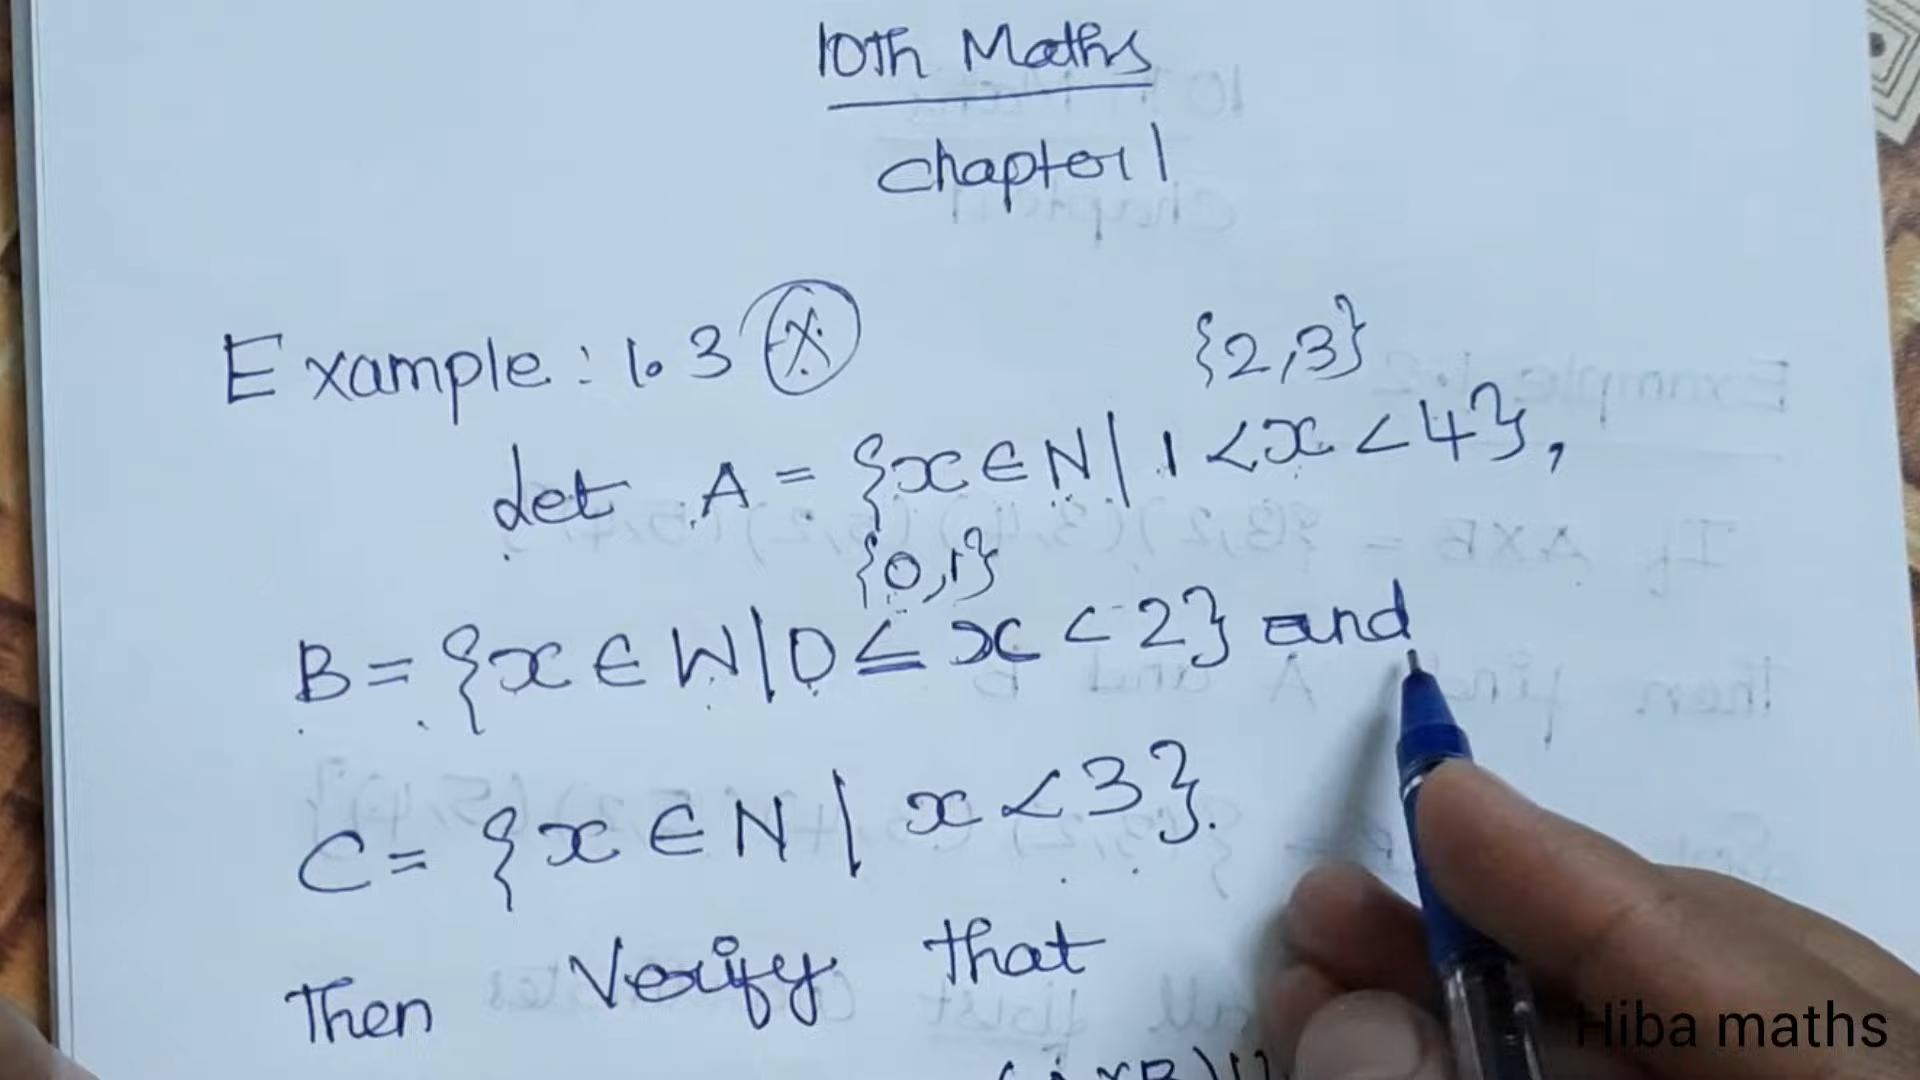 10th Maths
Chapter 1
Example : 1.3 X
{2,3}
Let A = {x∈N| 1 <x <4},
{0,1}
B= {x∈W|0 ≤ x < 2} and
C= {x∈N | x <3}.
Then Verify that
Hiba maths